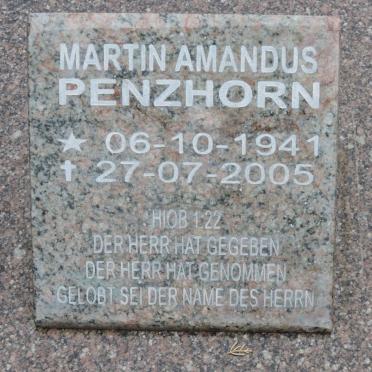 MARTIN AMANDUS
PENZHORN
★ 06-10-1941
✝ 27-07-2005
HIOB 1:22
DER HERR HAT GEGEBEN
DER HERR HAT GENOMMEN
GELOBT SEI DER NAME DES HERRN